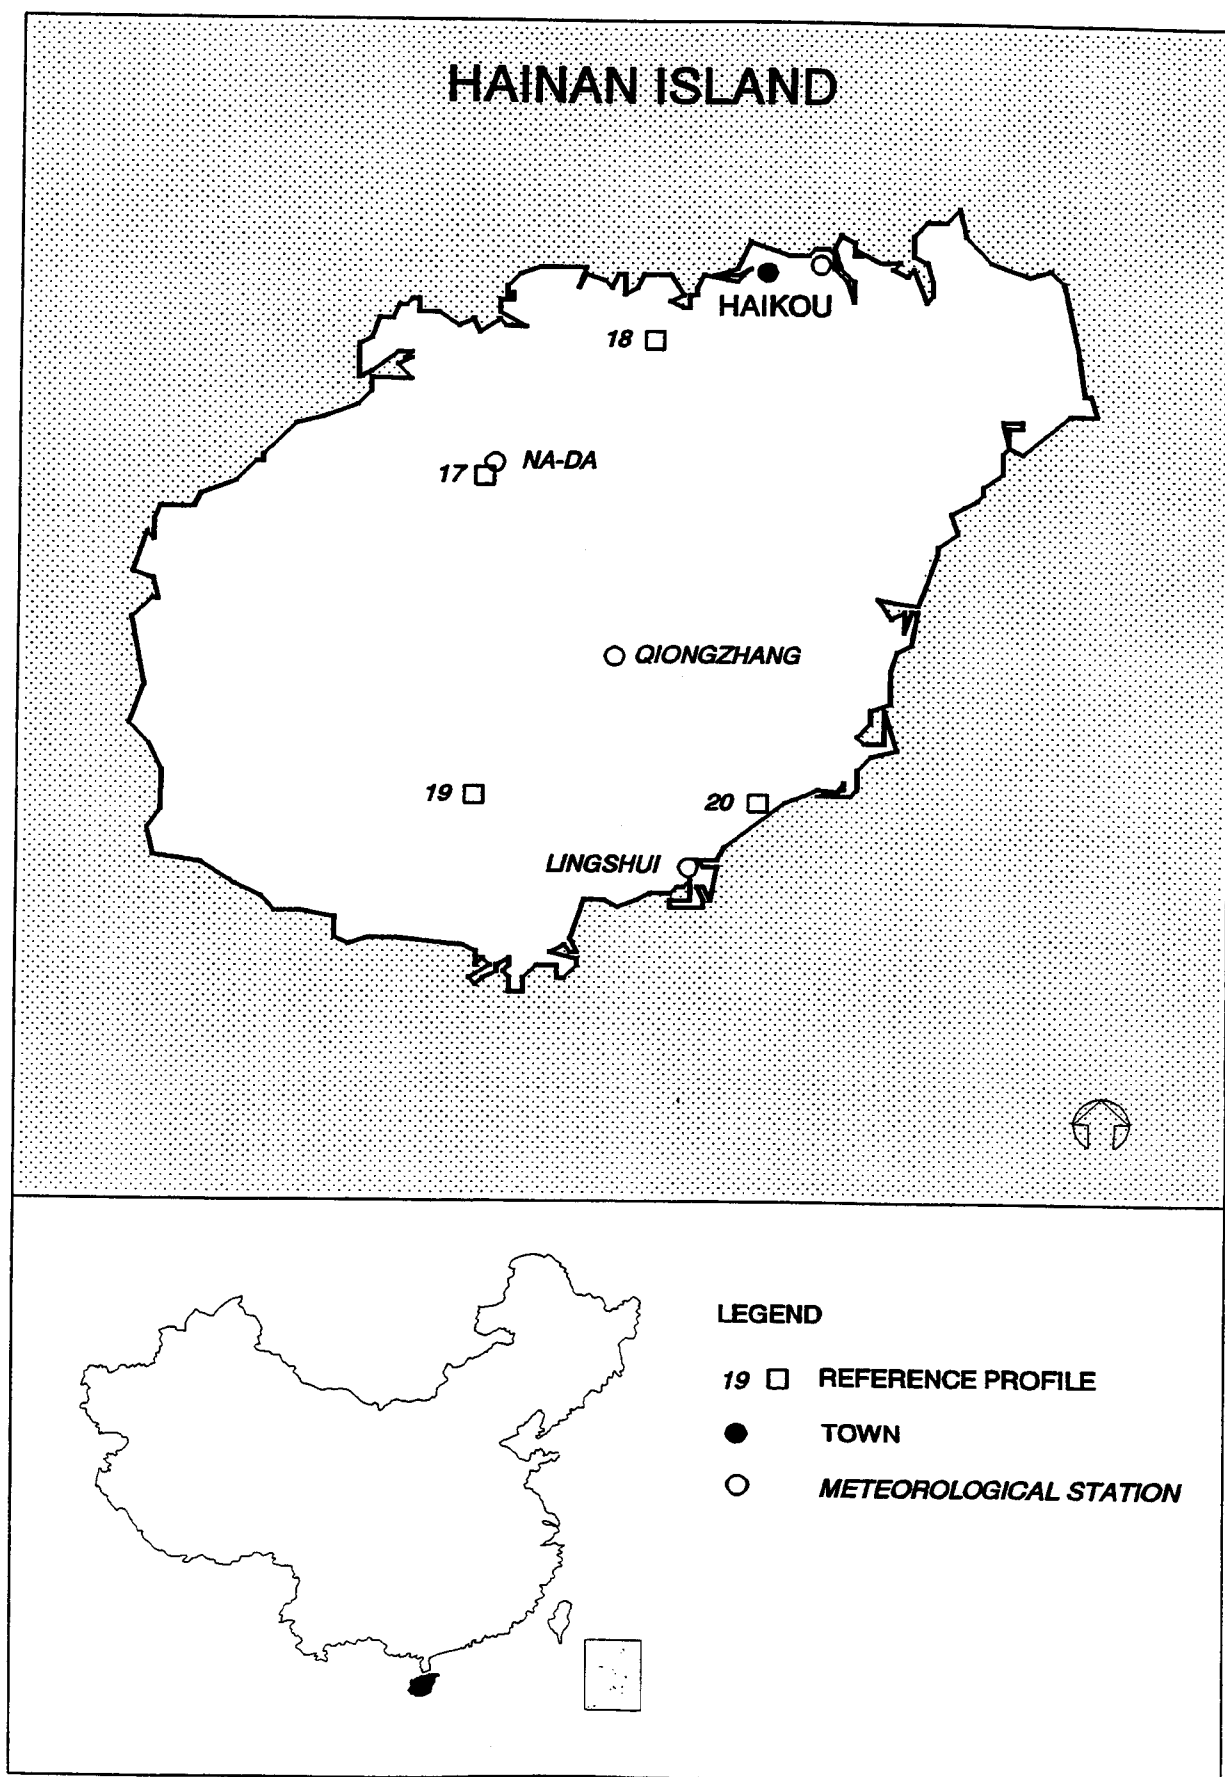 HAINAN ISLAND
HAIKOU
18
NA-DA
17
QIONGZHANG
19
20
LINGSHUI
LEGEND
19 REFERENCE PROFILE
TOWN
METEOROLOGICAL STATION